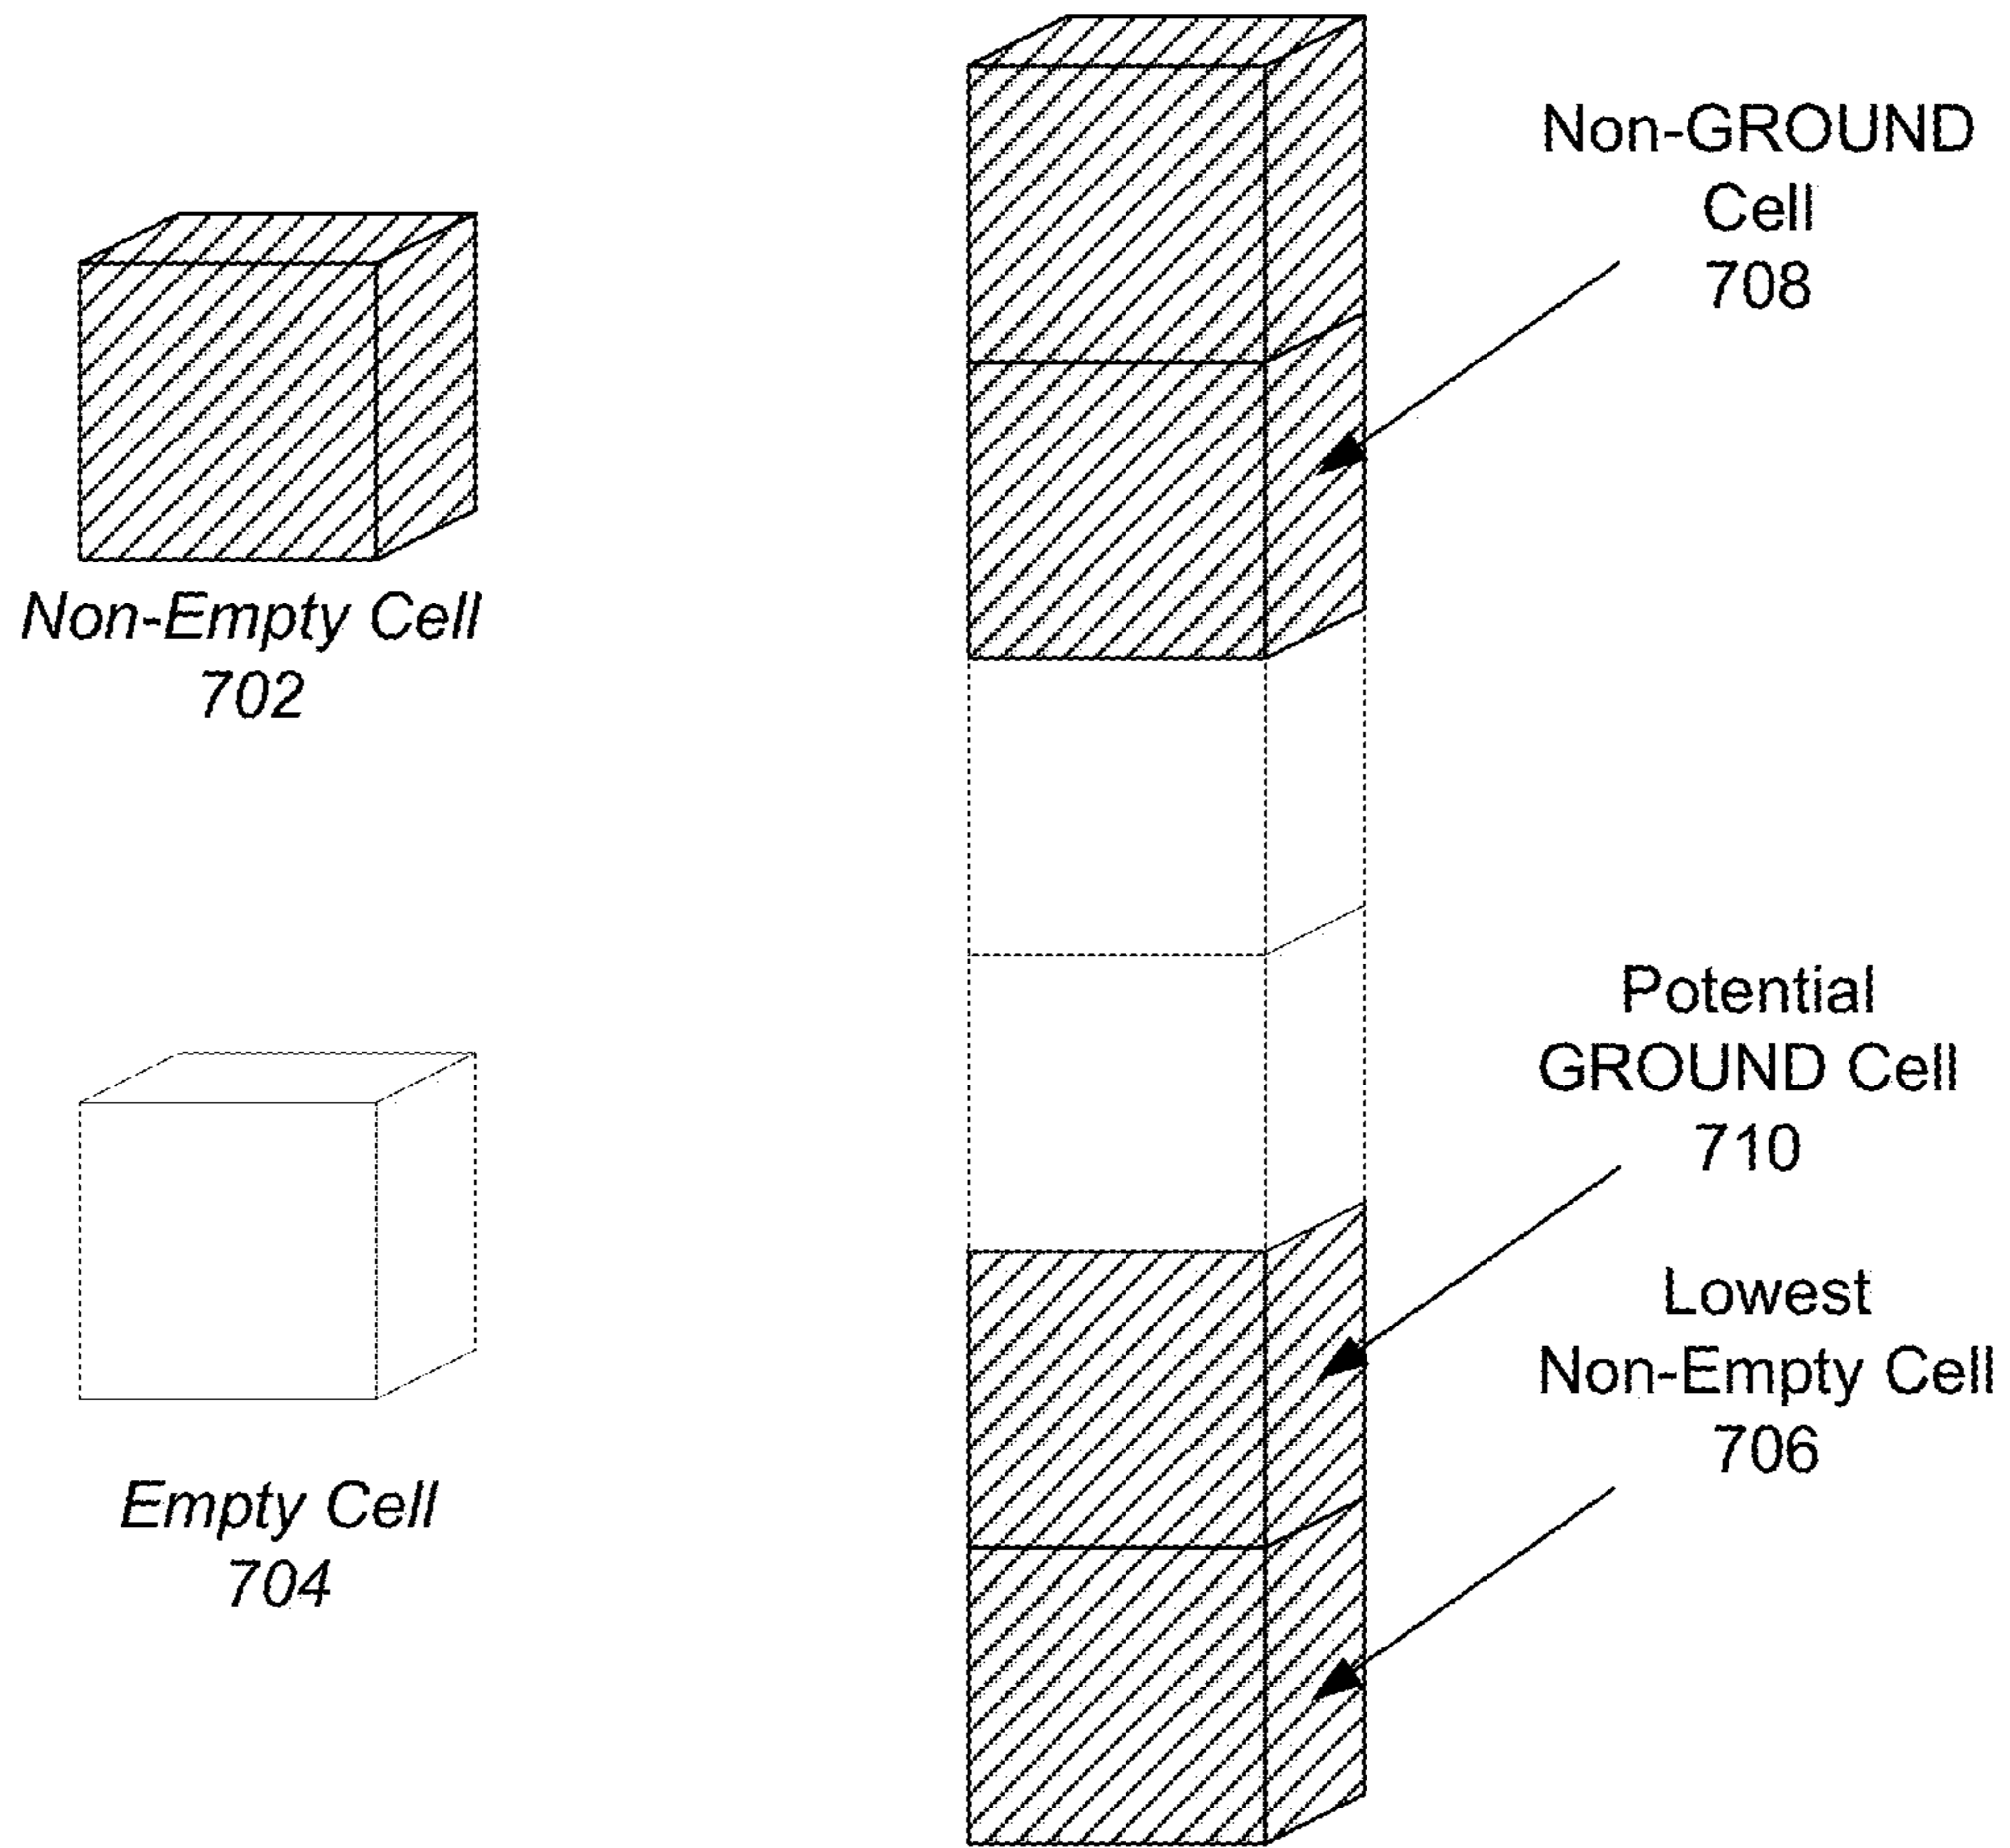 Non-GROUND
Cell
708
Non-Empty Cell
702
Potential
GROUND Cell
710
Lowest
Non-Empty Cell
706
Empty Cell
704